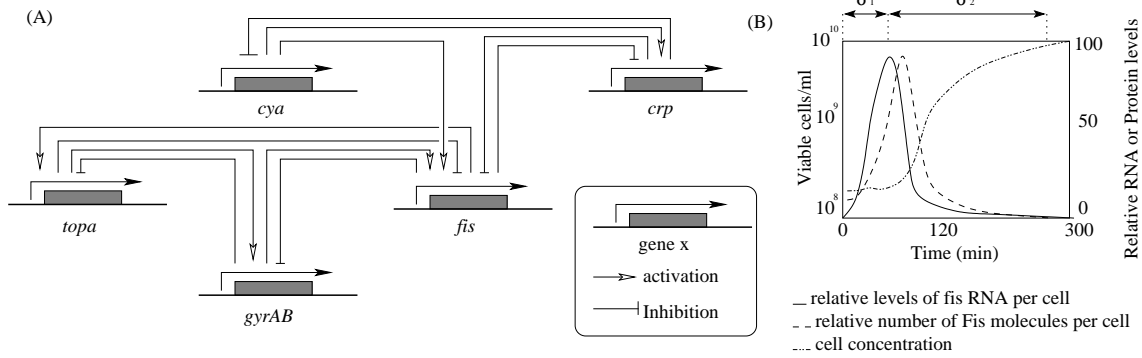 (A)
cya
crp
topa
fis
gyrAB
gene x
activation
Inhibition
(B)
10^10
10^9
10^8
Viable cells/ml
100
50
0
Relative RNA or Protein levels
0
120
300
Time (min)
relative levels of fis RNA per cell
relative number of Fis molecules per cell
cell concentration